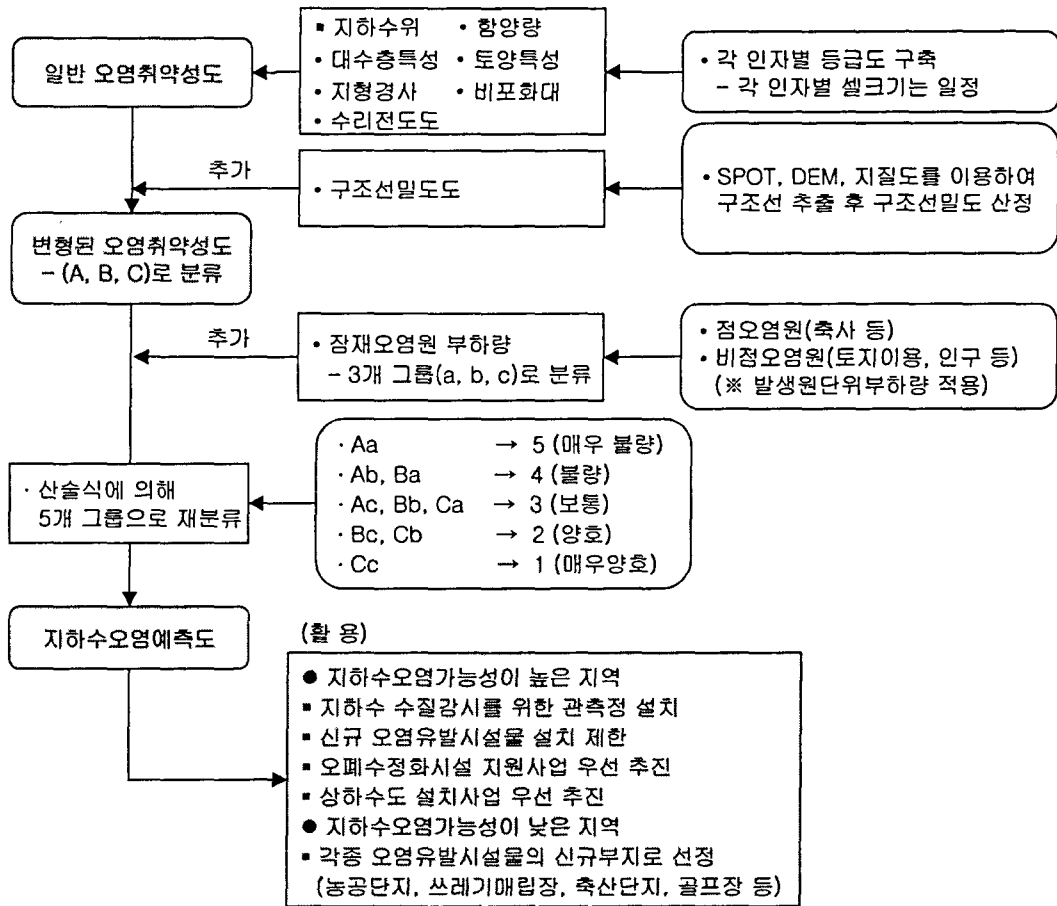 일반 오염취약성도
▪ 지하수위 • 함양량
• 대수층특성 • 토양특성
• 지형경사 • 비포화대
• 수리전도도
• 각 인자별 등급도 구축
– 각 인자별 셀크기는 일정
추가
• 구조선밀도도
• SPOT, DEM, 지질도를 이용하여
구조선 추출 후 구조선밀도 산정
변형된 오염취약성도
– (A, B, C)로 분류
추가
• 잠재오염원 부하량
– 3개 그룹(a, b, c)로 분류
• 점오염원(축사 등)
• 비점오염원(토지이용, 인구 등)
(※ 발생원단위부하량 적용)
· 산술식에 의해
5개 그룹으로 재분류
· Aa → 5 (매우 불량)
· Ab, Ba → 4 (불량)
· Ac, Bb, Ca → 3 (보통)
· Bc, Cb → 2 (양호)
· Cc → 1 (매우양호)
지하수오염예측도
(활 용)
● 지하수오염가능성이 높은 지역
▪ 지하수 수질감시를 위한 관측정 설치
▪ 신규 오염유발시설물 설치 제한
▪ 오폐수정화시설 지원사업 우선 추진
▪ 상하수도 설치사업 우선 추진
● 지하수오염가능성이 낮은 지역
▪ 각종 오염유발시설물의 신규부지로 선정
(농공단지, 쓰레기매립장, 축산단지, 골프장 등)